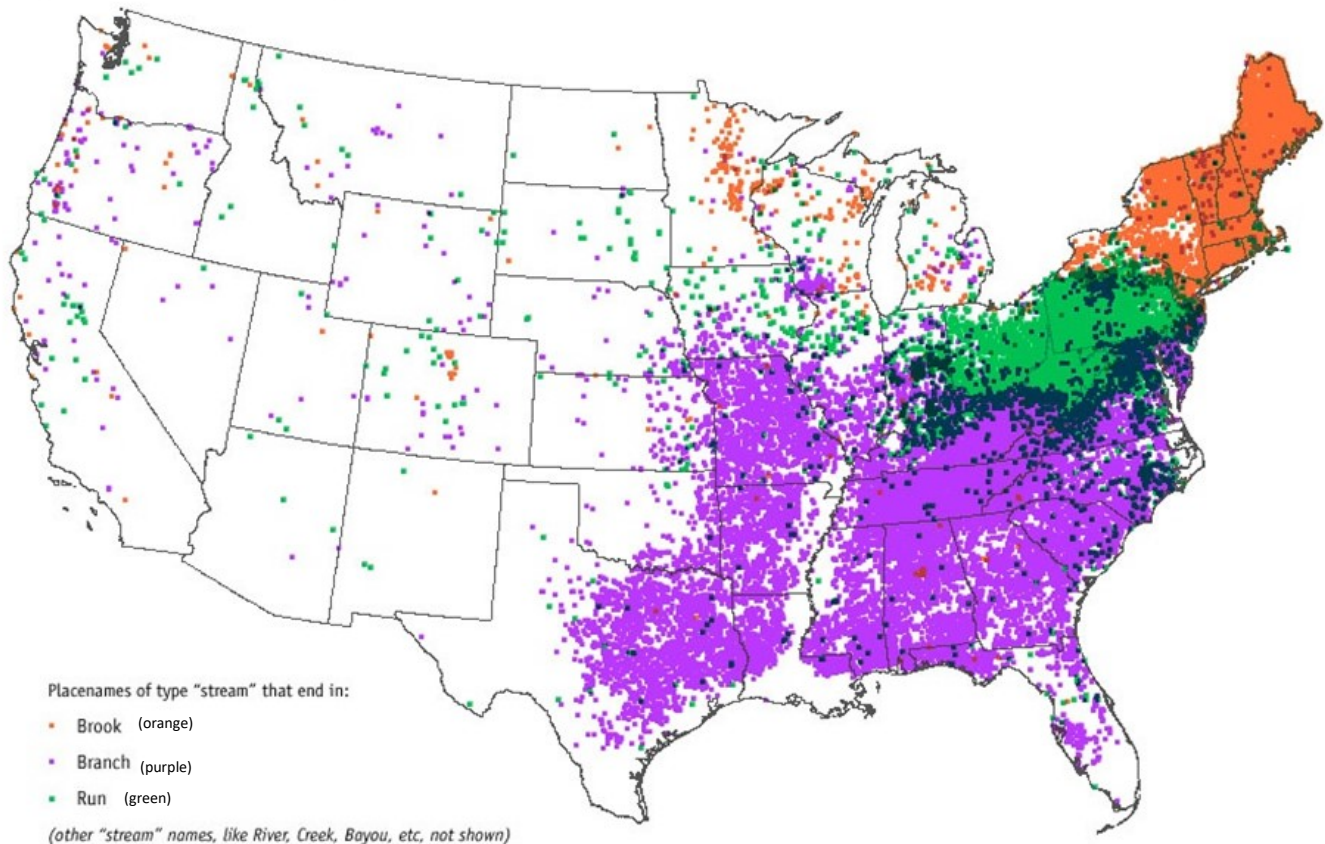 Placenames of type “stream” that end in:
Brook (orange)
Branch (purple)
Run (green)
(other “stream” names, like River, Creek, Bayou, etc, not shown)